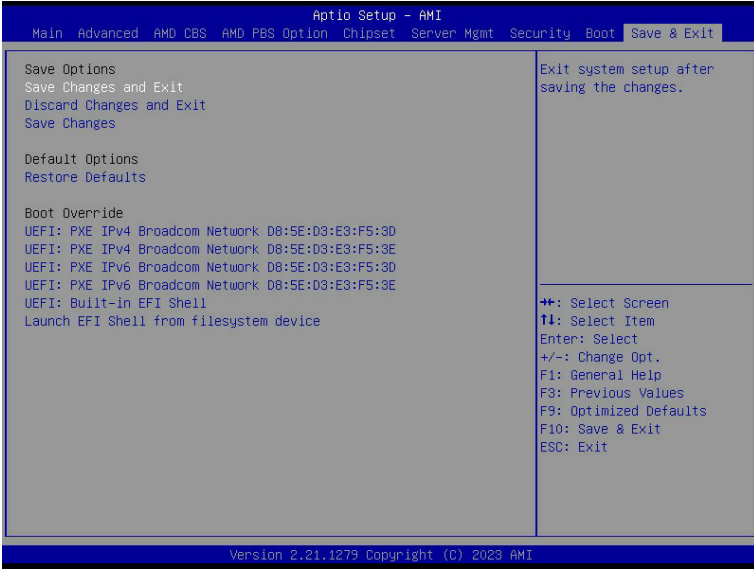 Aptio Setup – AMI
Main Advanced AMD CBS AMD PBS Option Chipset Server Mgmt Security Boot Save & Exit
Save Options
Save Changes and Exit
Discard Changes and Exit
Save Changes
Default Options
Restore Defaults
Boot Override
UEFI: PXE IPv4 Broadcom Network D8:5E:D3:E3:F5:3D
UEFI: PXE IPv4 Broadcom Network D8:5E:D3:E3:F5:3E
UEFI: PXE IPv6 Broadcom Network D8:5E:D3:E3:F5:3D
UEFI: PXE IPv6 Broadcom Network D8:5E:D3:E3:F5:3E
UEFI: Built-in EFI Shell
Launch EFI Shell from filesystem device
Exit system setup after
saving the changes.
→←: Select Screen
↑↓: Select Item
Enter: Select
+/-: Change Opt.
F1: General Help
F3: Previous Values
F9: Optimized Defaults
F10: Save & Exit
ESC: Exit
Version 2.21.1279 Copyright (C) 2023 AMI